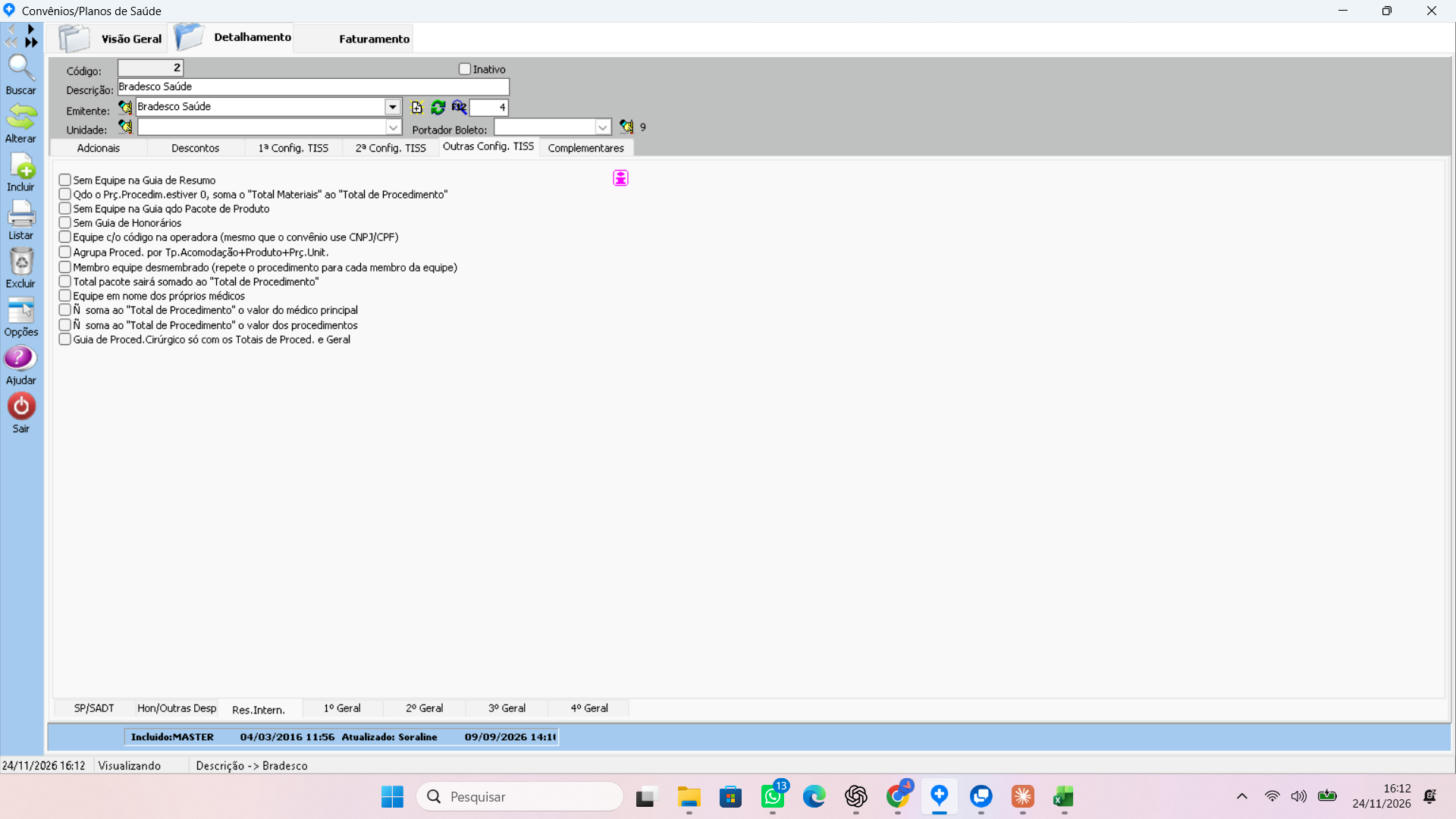 Convênios/Planos de Saúde
Visão Geral
Detalhamento
Faturamento
Código:
2
Inativo
Buscar
Descrição:
Bradesco Saúde
Emitente:
Bradesco Saúde
F12
4
Unidade:
Portador Boleto:
9
Alterar
Adcionais
Descontos
1ª Config. TISS
2ª Config. TISS
Outras Config. TISS
Complementares
Incluir
Listar
Excluir
Opções
Ajudar
Sair
Sem Equipe na Guia de Resumo
Qdo o Prç.Procedim.estiver 0, soma o "Total Materiais" ao "Total de Procedimento"
Sem Equipe na Guia qdo Pacote de Produto
Sem Guia de Honorários
Equipe c/o código na operadora (mesmo que o convênio use CNPJ/CPF)
Agrupa Proced. por Tp.Acomodação+Produto+Prç.Unit.
Membro equipe desmembrado (repete o procedimento para cada membro da equipe)
Total pacote sairá somado ao "Total de Procedimento"
Equipe em nome dos próprios médicos
Ñ soma ao "Total de Procedimento" o valor do médico principal
Ñ soma ao "Total de Procedimento" o valor dos procedimentos
Guia de Proced.Cirúrgico só com os Totais de Proced. e Geral
SP/SADT
Hon/Outras Desp
Res.Intern.
1º Geral
2º Geral
3º Geral
4º Geral
Incluido:MASTER 04/03/2016 11:56 Atualizado: Soraline 09/09/2026 14:1
24/11/2026 16:12 Visualizando Descrição -> Bradesco
Pesquisar
13
16:12
24/11/2026